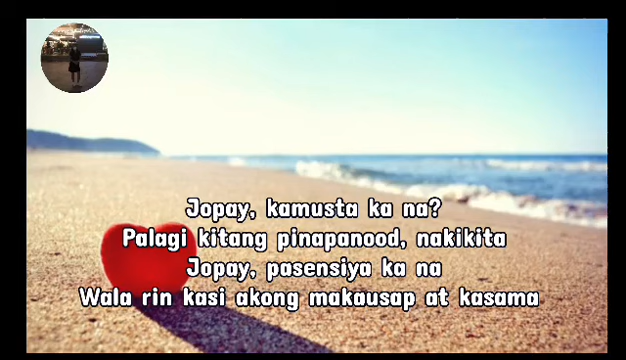 Jopay, kamusta ka na?
Palagi kitang pinapanood, nakikita
Jopay, pasensiya ka na
Wala rin kasi akong makausap at kasama